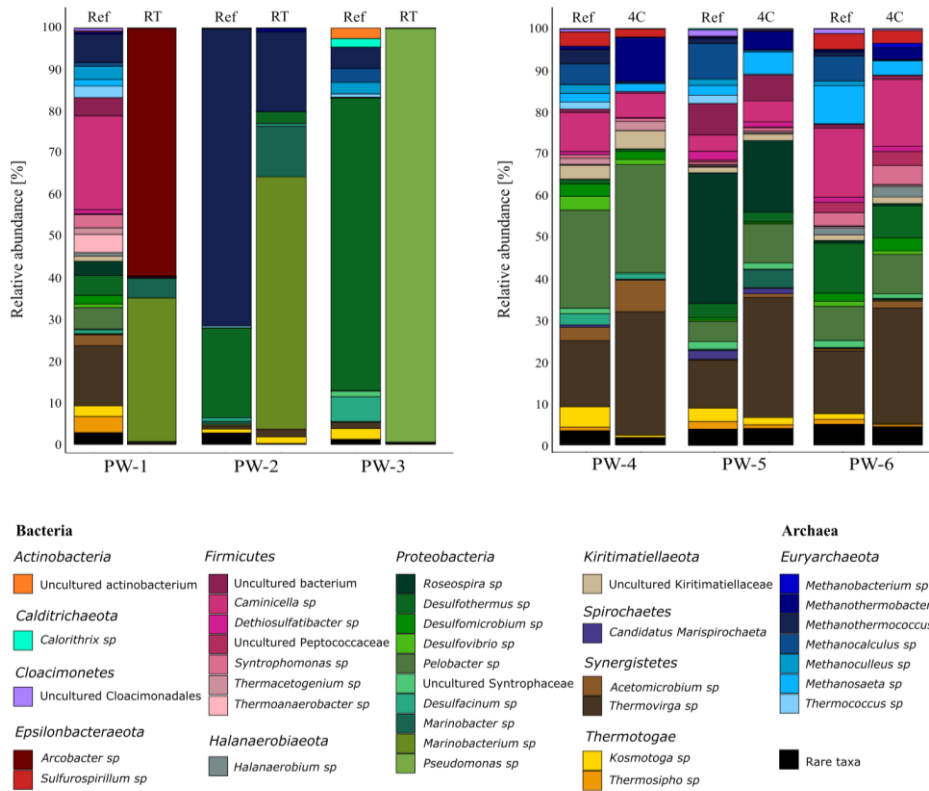 Ref RT Ref RT Ref RT
Relative abundance [%]
100
90
80
70
60
50
40
30
20
10
0
PW-1 PW-2 PW-3
Ref 4C Ref 4C Ref 4C
Relative abundance [%]
100
90
80
70
60
50
40
30
20
10
0
PW-4 PW-5 PW-6
Bacteria
Actinobacteria
Uncultured actinobacterium
Calditrichaeota
Calorithrix sp
Cloacimonetes
Uncultured Cloacimonadales
Epsilonbacteraeota
Arcobacter sp
Sulfurospirillum sp
Firmicutes
Uncultured bacterium
Caminicella sp
Dethiosulfatibacter sp
Uncultured Peptococcaceae
Syntrophomonas sp
Thermacetogenium sp
Thermoanaerobacter sp
Halanaerobiaeota
Halanaerobium sp
Proteobacteria
Roseospira sp
Desulfothermus sp
Desulfomicrobium sp
Desulfovibrio sp
Pelobacter sp
Uncultured Syntrophaceae
Desulfacinum sp
Marinobacter sp
Marinobacterium sp
Pseudomonas sp
Kiritimatiellaeota
Uncultured Kiritimatiellaceae
Spirochaetes
Candidatus Marispirochaeta
Synergistetes
Acetomicrobium sp
Thermovirga sp
Thermotogae
Kosmotoga sp
Thermosipho sp
Archaea
Euryarchaeota
Methanobacterium sp
Methanothermobacter
Methanothermococcus
Methanocalculus sp
Methanoculleus sp
Methanosaeta sp
Thermococcus sp
Rare taxa